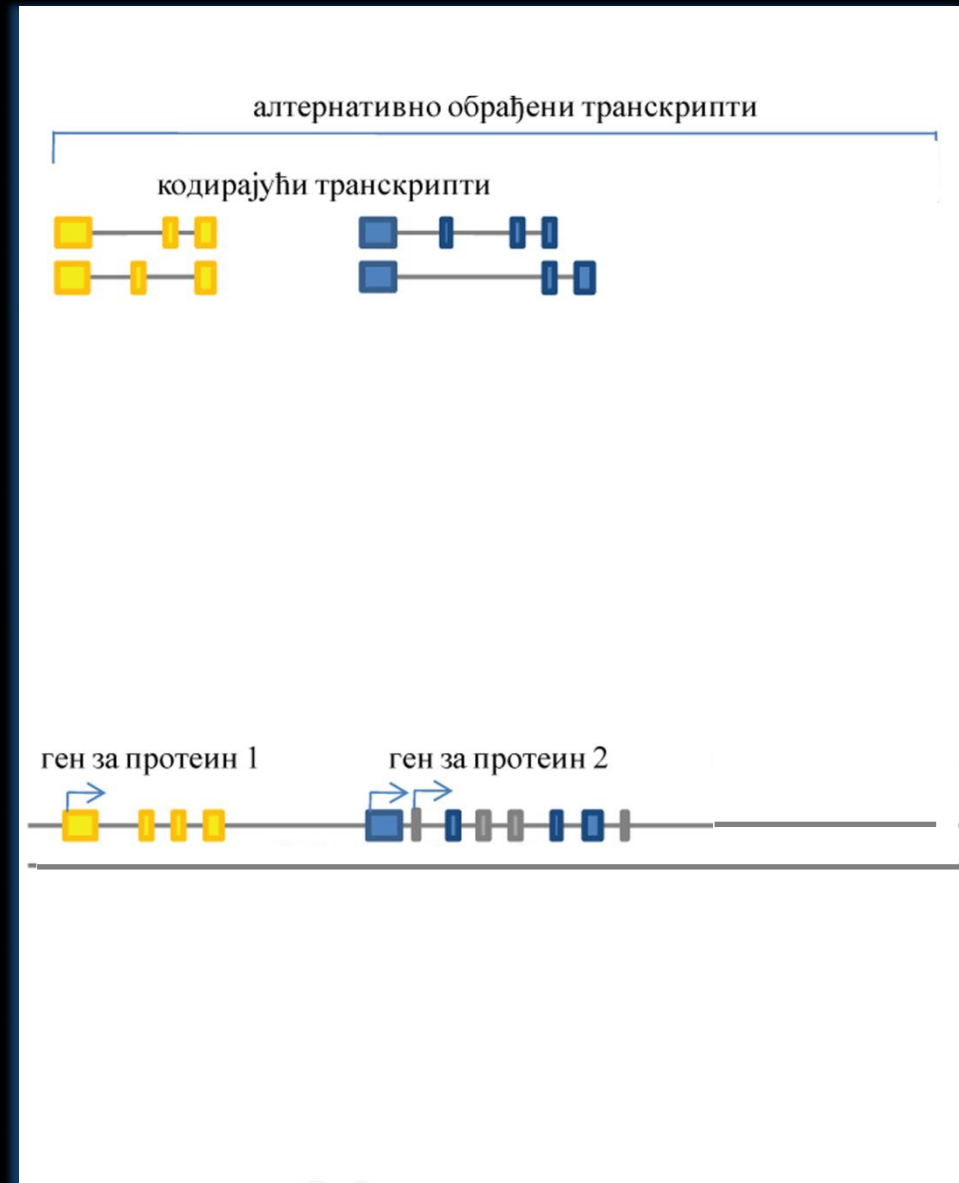 алтернативно обрађени транскрипти
кодирајући транскрипти
ген за протеин 1
ген за протеин 2